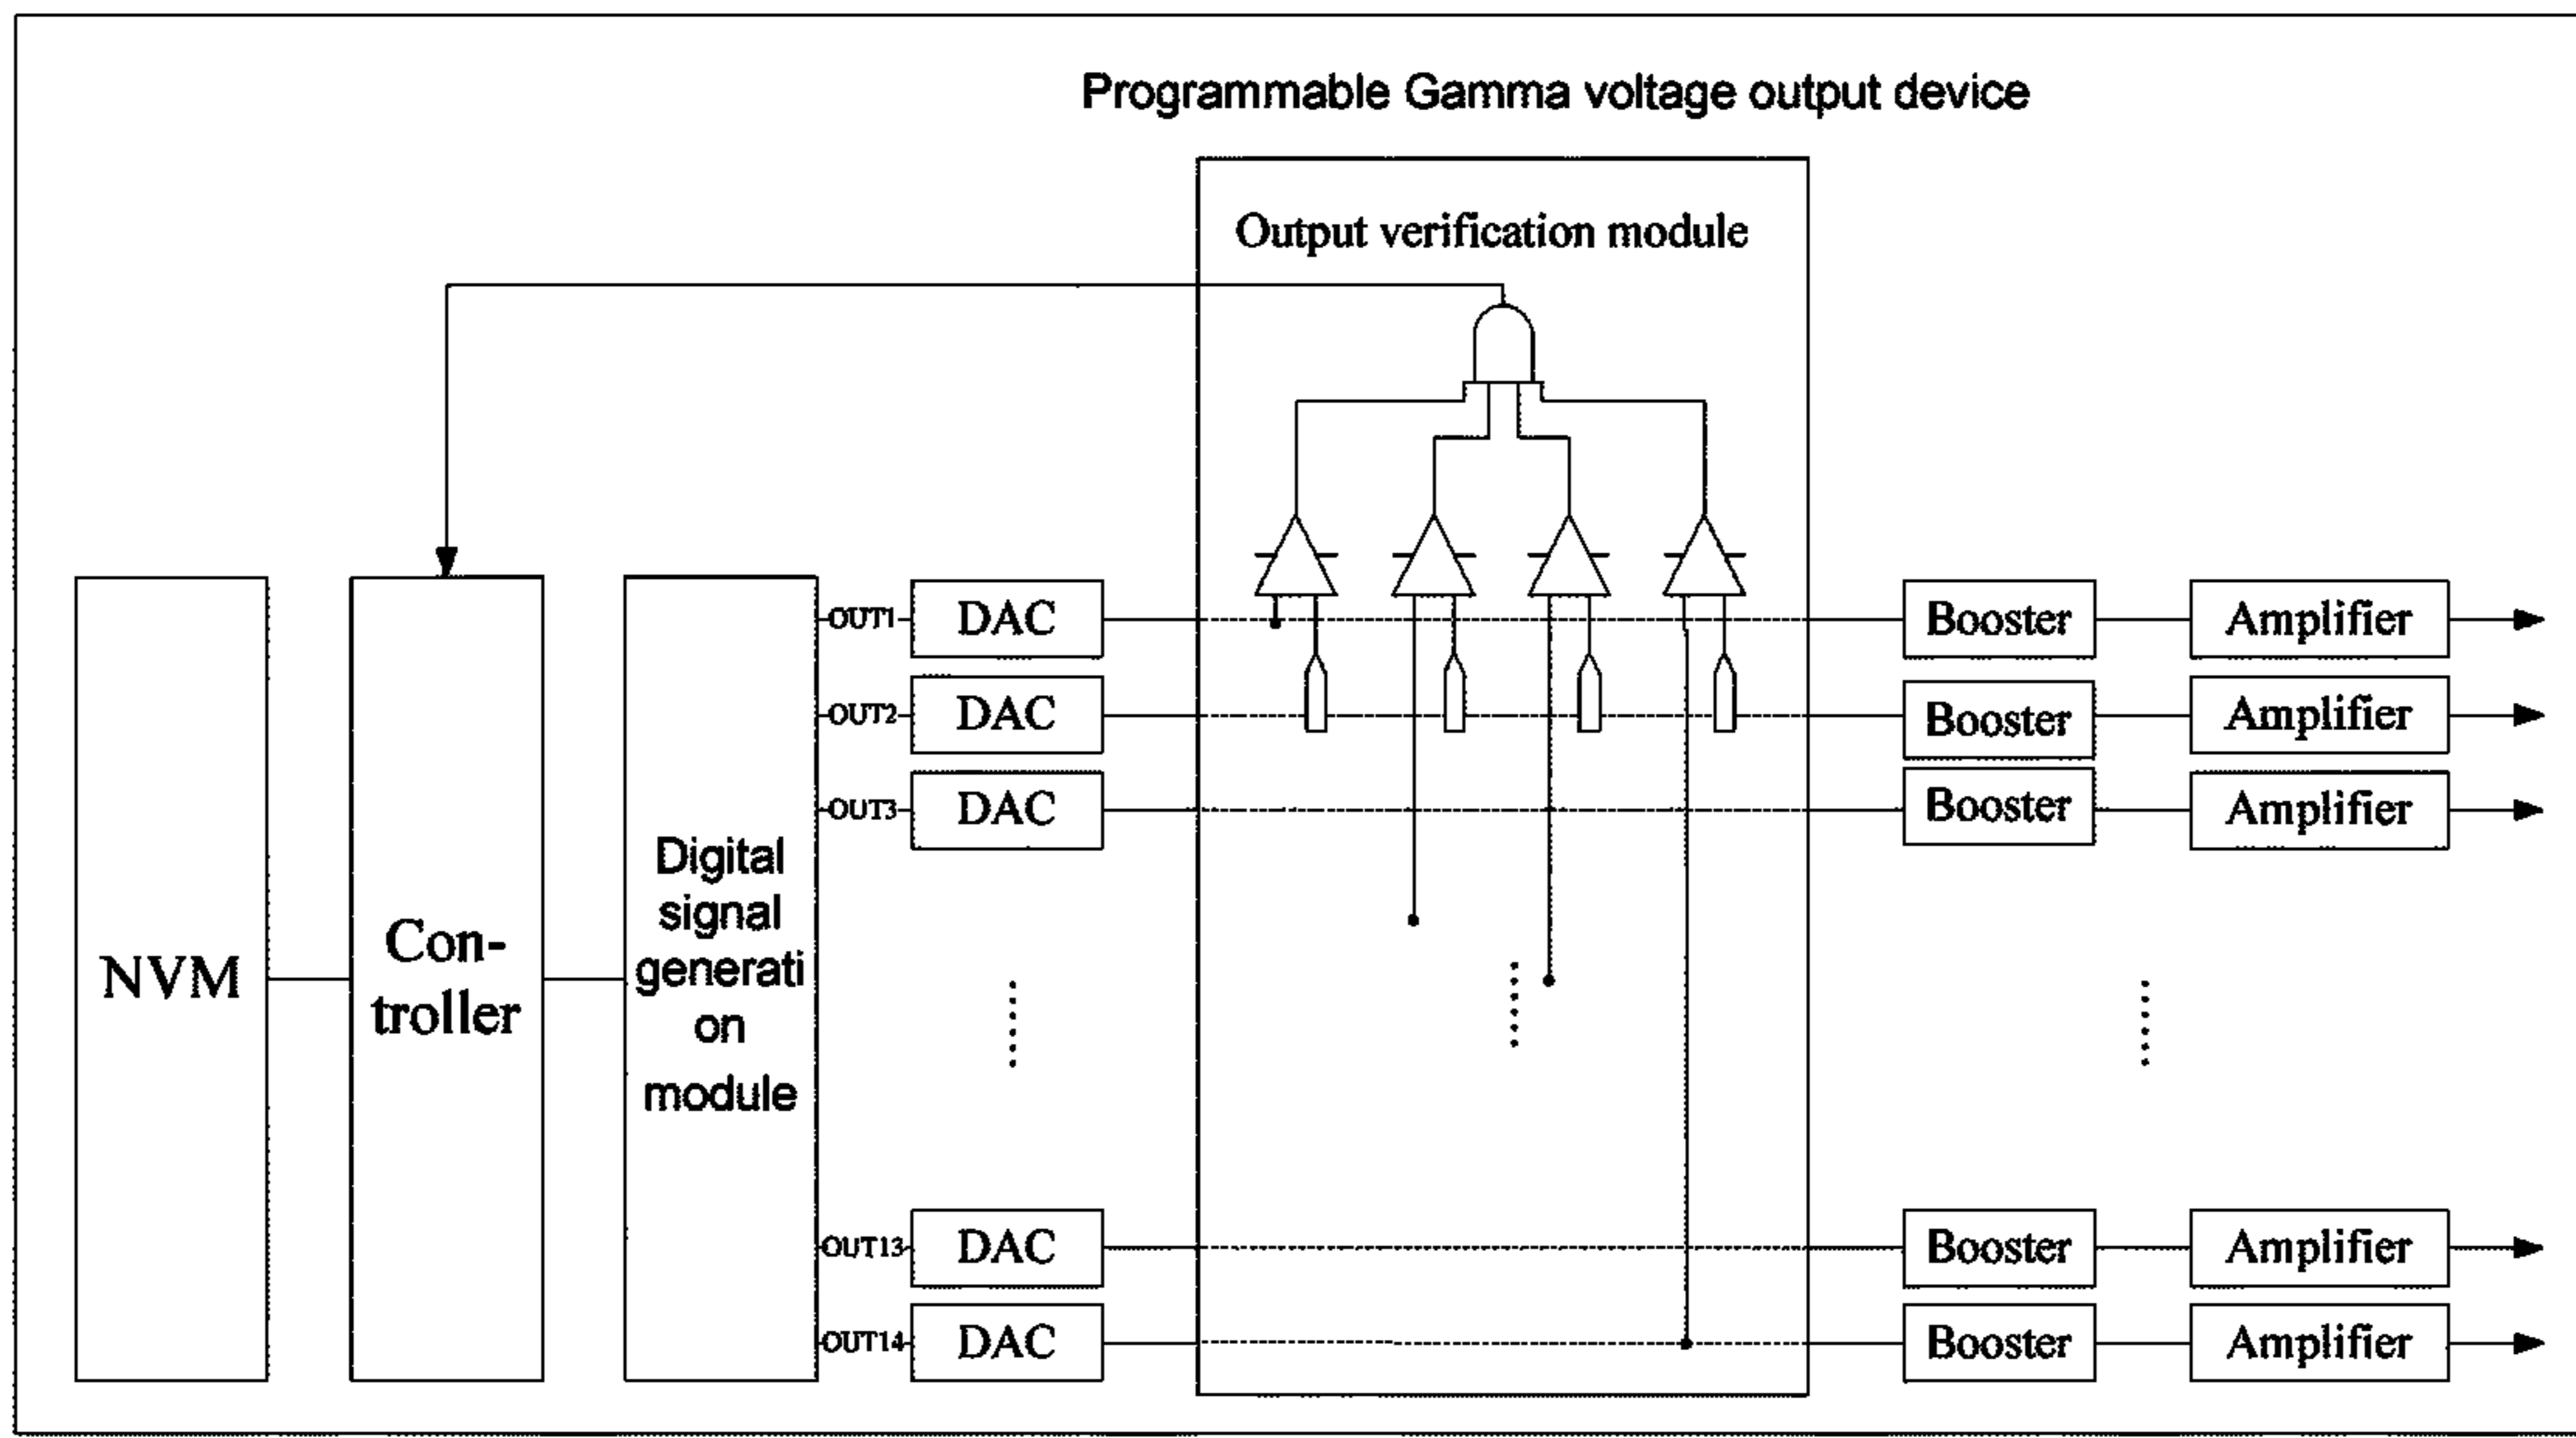 Programmable Gamma voltage output device
Output verification module
NVM
Con-
troller
Digital
signal
generati
on
module
OUT1
DAC
Booster
Amplifier
OUT2
DAC
Booster
Amplifier
OUT3
DAC
Booster
Amplifier
OUT13
DAC
Booster
Amplifier
OUT14
DAC
Booster
Amplifier